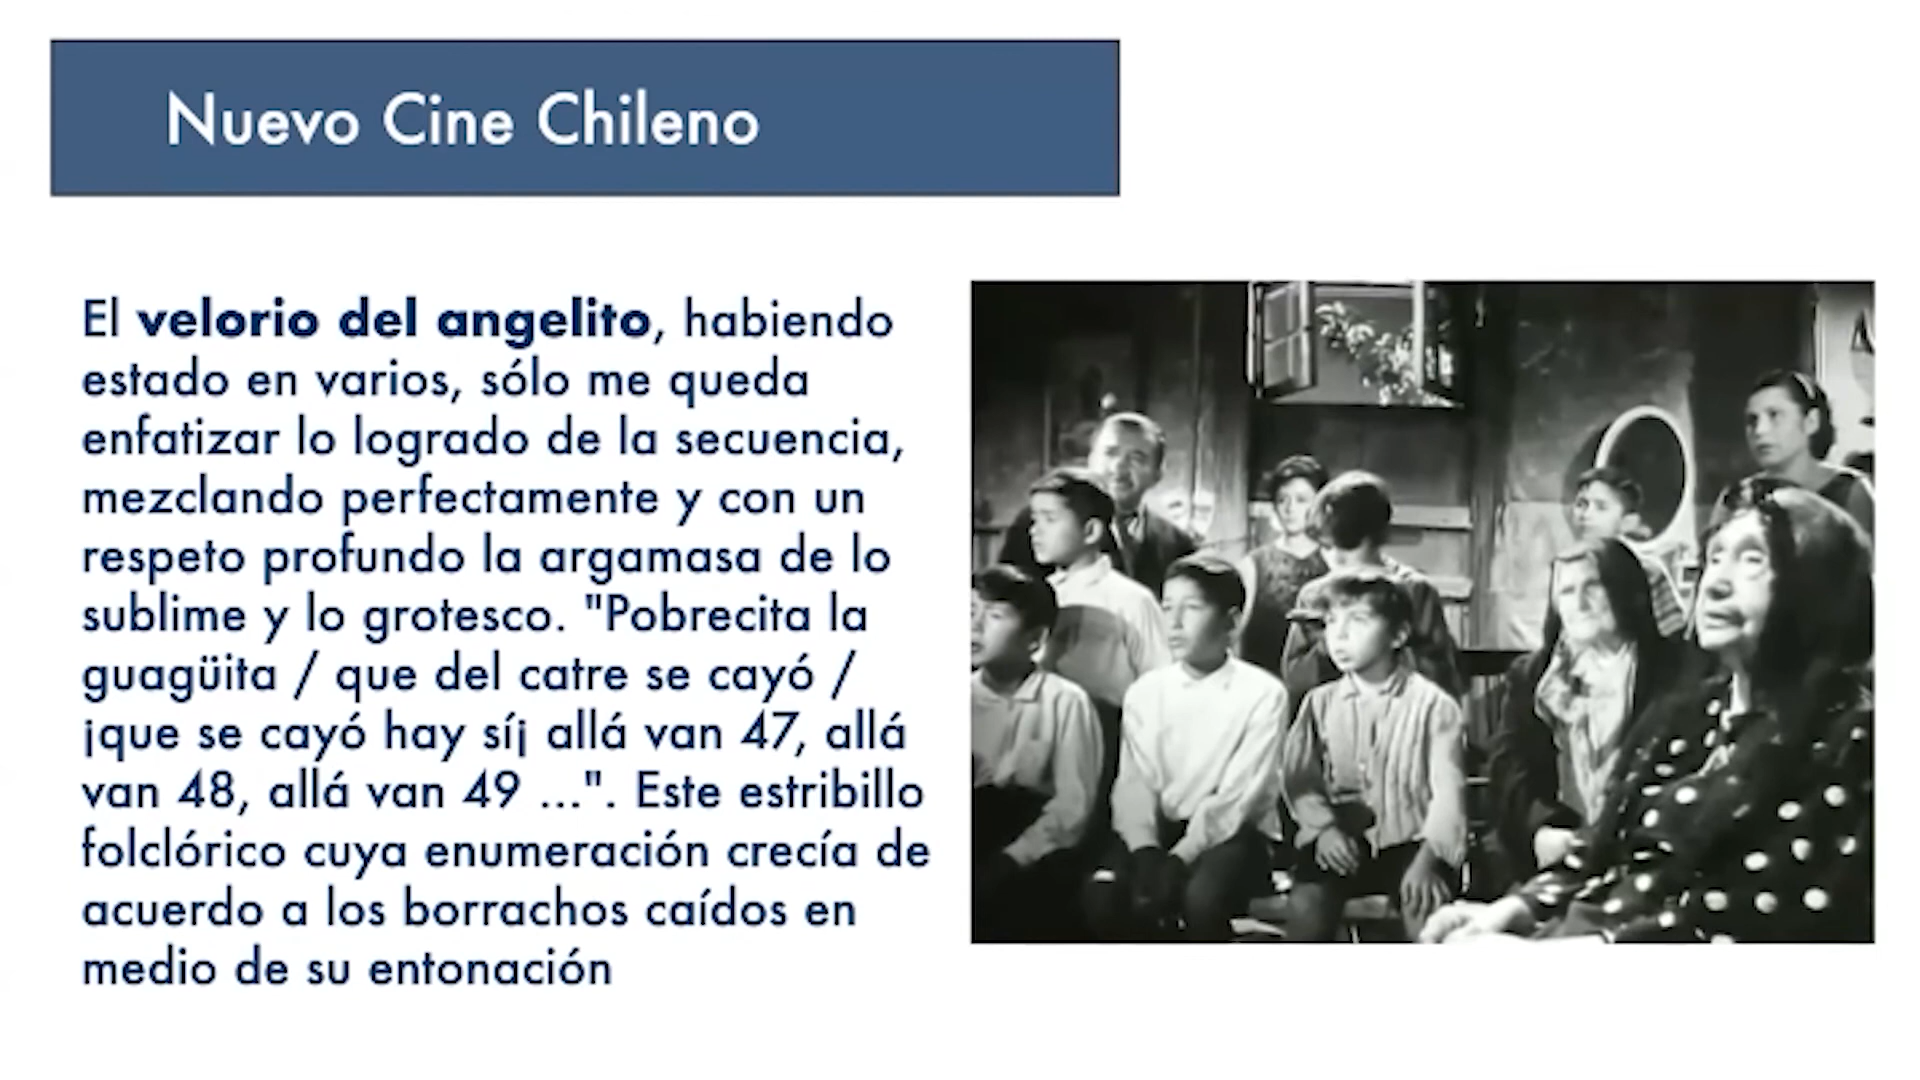 Nuevo Cine Chileno
El velorio del angelito, habiendo
estado en varios, sólo me queda
enfatizar lo logrado de la secuencia,
mezclando perfectamente y con un
respeto profundo la argamasa de lo
sublime y lo grotesco. "Pobrecita la
guagüita / que del catre se cayó /
¡que se cayó hay sí¡ allá van 47, allá
van 48, allá van 49 ...". Este estribillo
folclórico cuya enumeración crecía de
acuerdo a los borrachos caídos en
medio de su entonación